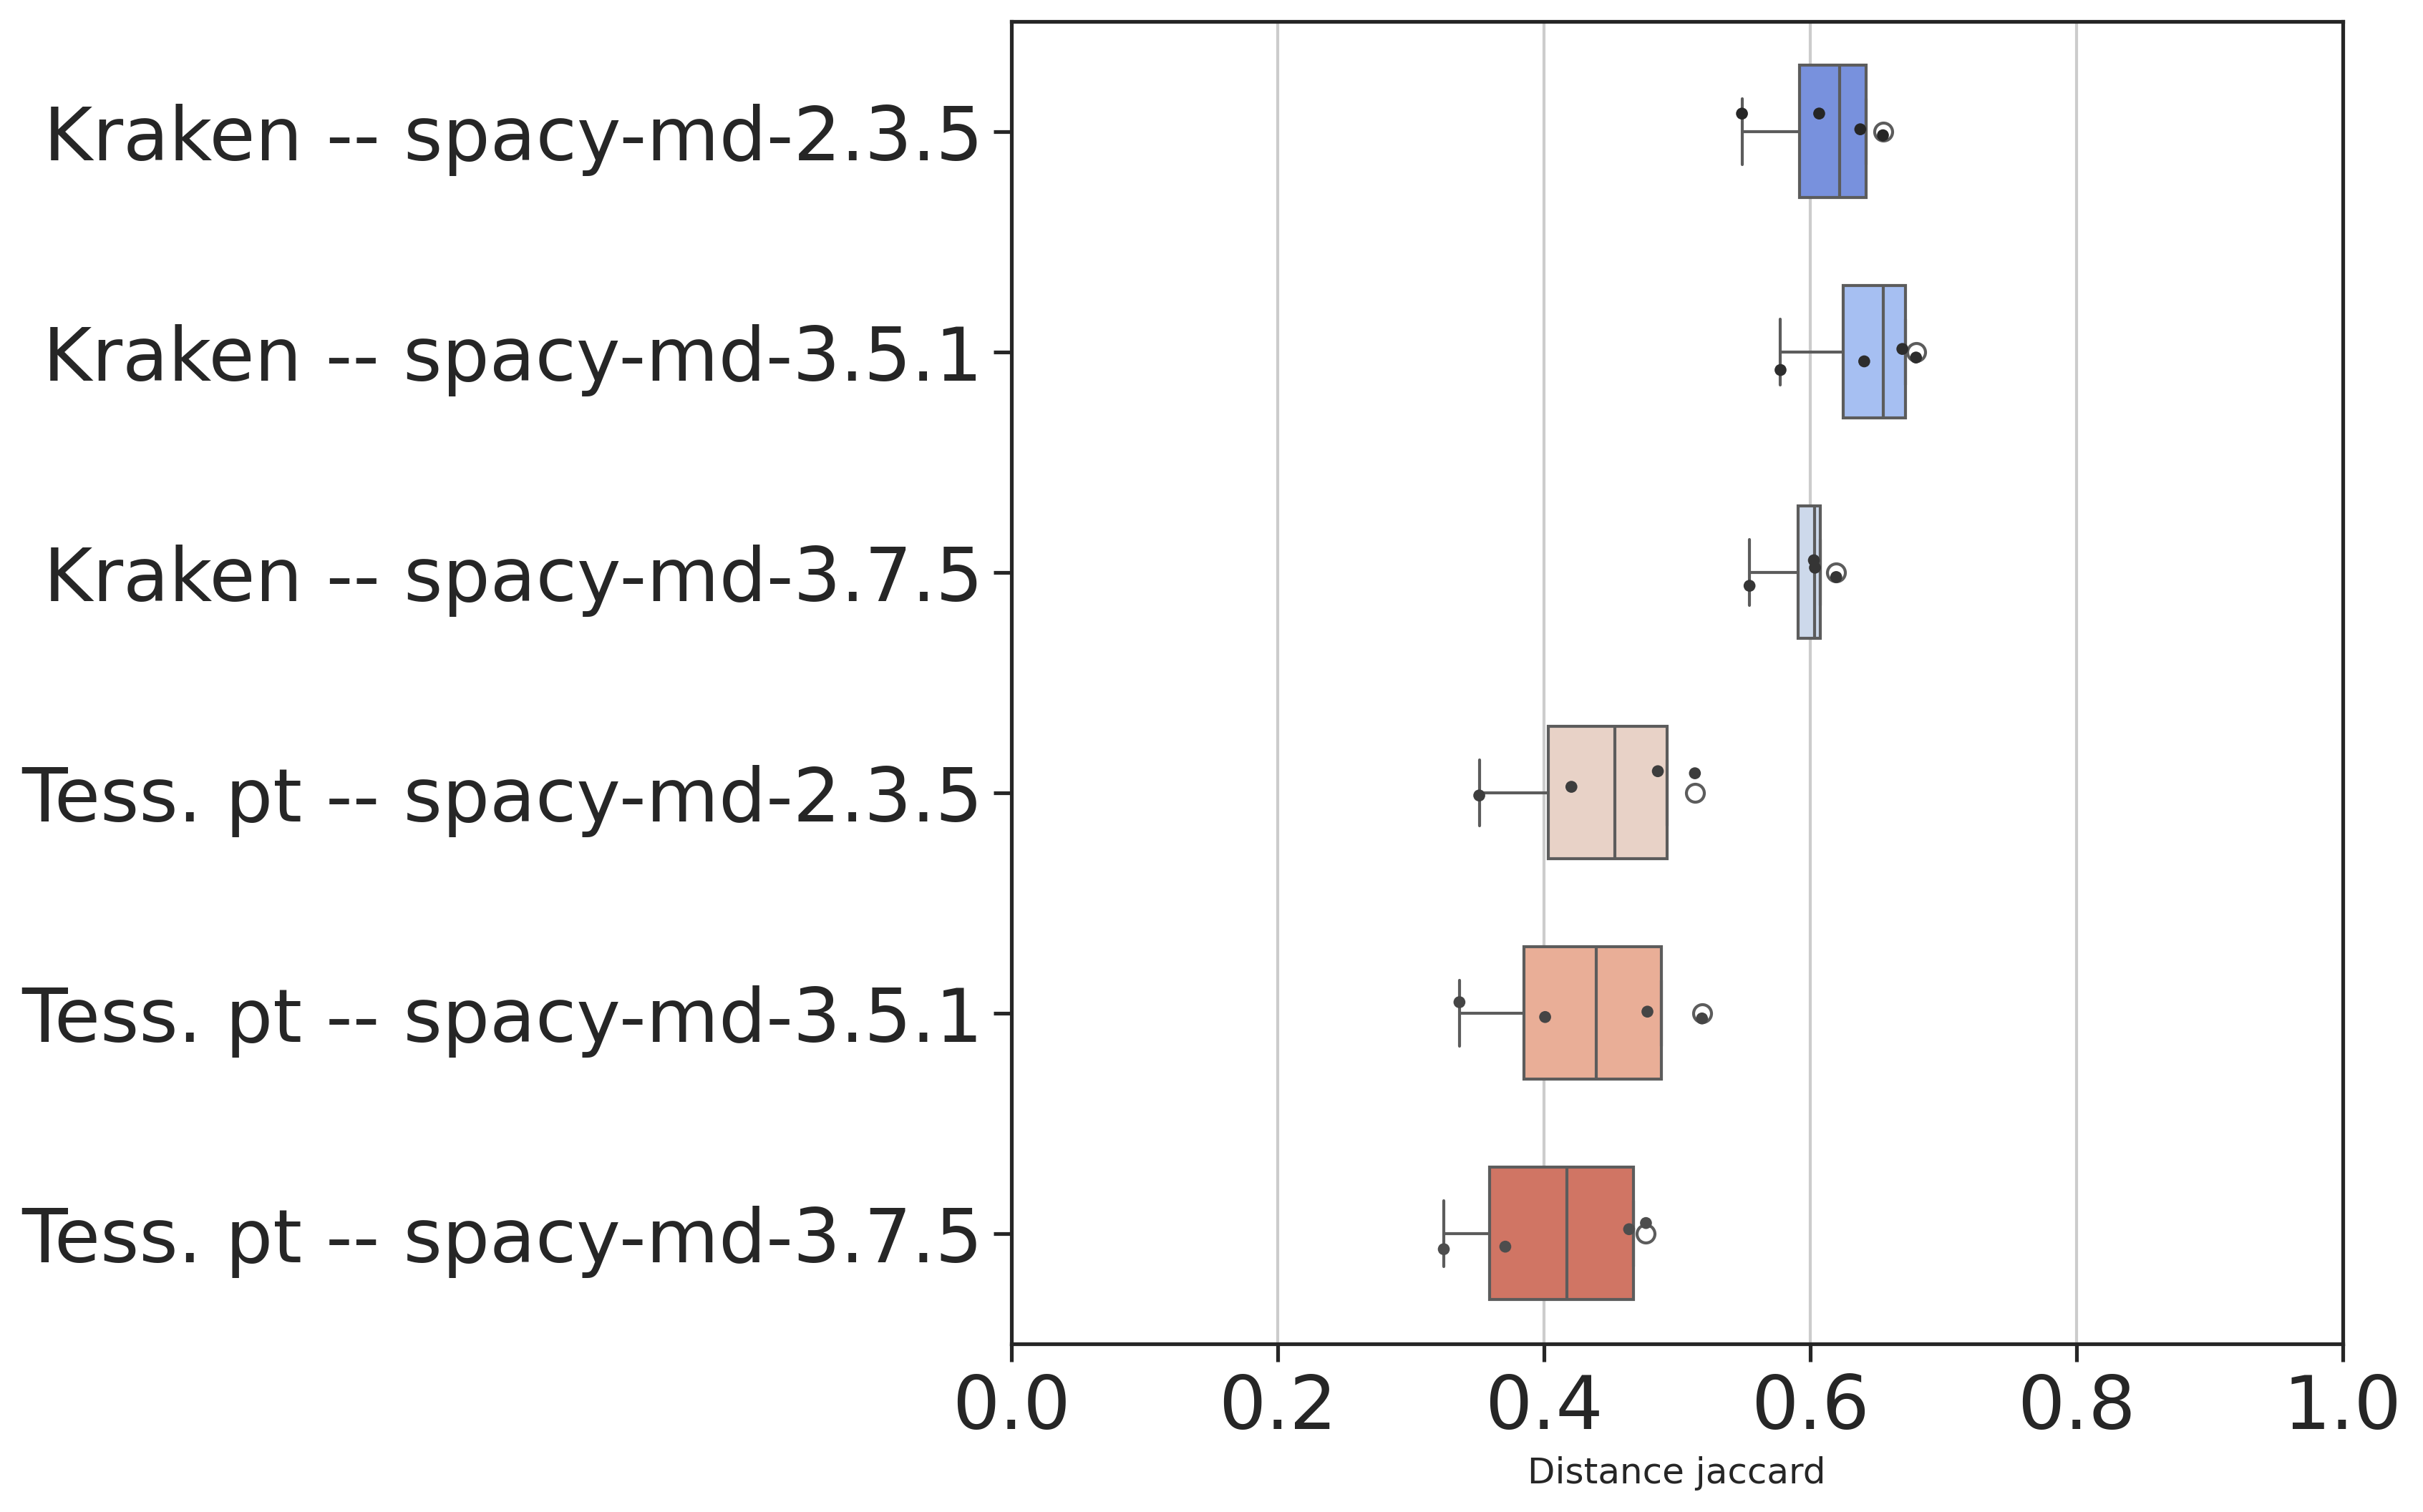 Kraken -- spacy-md-2.3.5
Kraken -- spacy-md-3.5.1
Kraken -- spacy-md-3.7.5
Tess. pt -- spacy-md-2.3.5
Tess. pt -- spacy-md-3.5.1
Tess. pt -- spacy-md-3.7.5
0.0 0.2 0.4 0.6 0.8 1.0
Distance jaccard